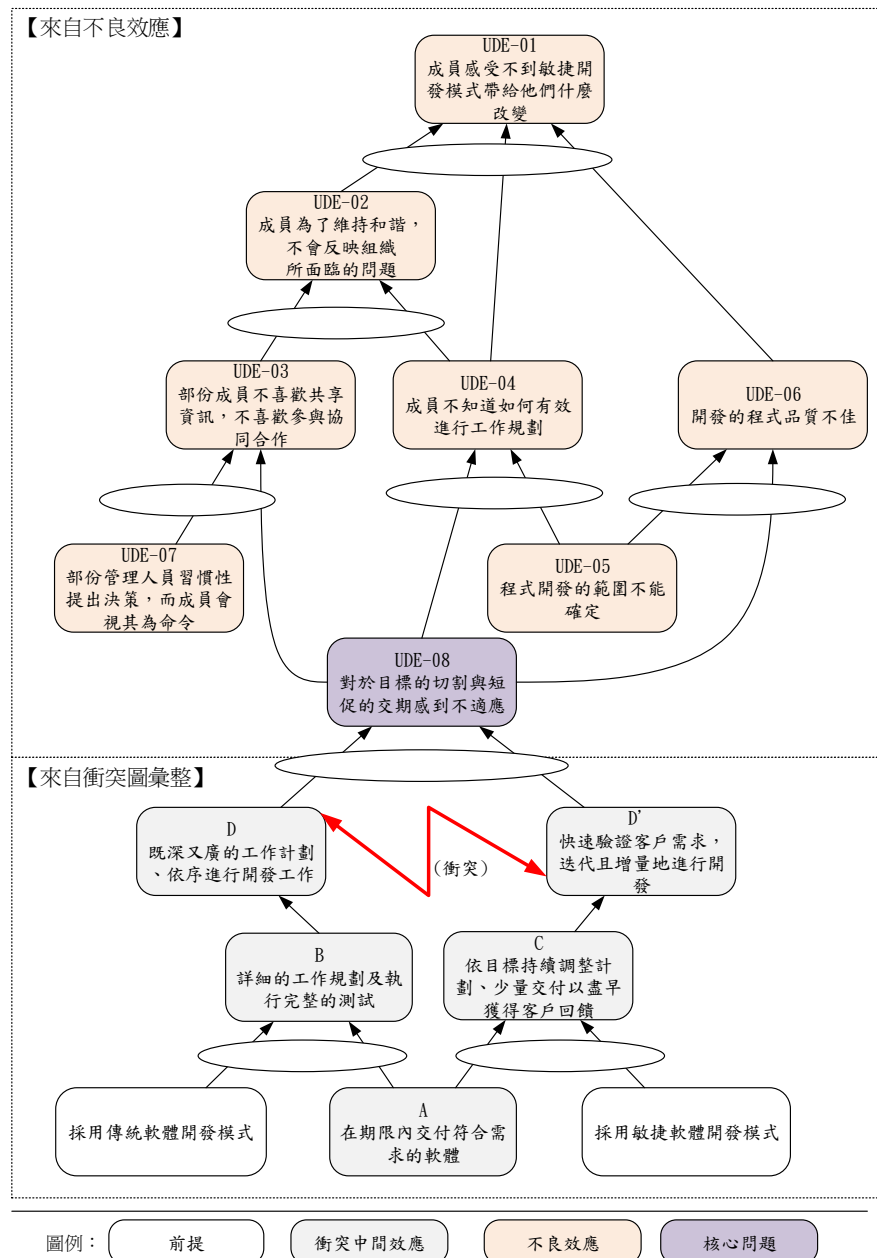 【來自不良效應】
UDE-01
成員感受不到敏捷開
發模式帶給他們什麼
改變
UDE-02
成員為了維持和諧，
不會反映組織
所面臨的問題
UDE-03
部份成員不喜歡共享
資訊，不喜歡參與協
同合作
UDE-04
成員不知道如何有效
進行工作規劃
UDE-06
開發的程式品質不佳
UDE-07
部份管理人員習慣性
提出決策，而成員會
視其為命令
UDE-05
程式開發的範圍不能
確定
UDE-08
對於目標的切割與短
促的交期感到不適應
【來自衝突圖彙整】
D
既深又廣的工作計劃
、依序進行開發工作
(衝突)
D’
快速驗證客戶需求，
迭代且增量地進行開
發
B
詳細的工作規劃及執
行完整的測試
C
依目標持續調整計
劃、少量交付以盡早
獲得客戶回饋
採用傳統軟體開發模式
A
在期限內交付符合需
求的軟體
採用敏捷軟體開發模式
圖例：
前提
衝突中間效應
不良效應
核心問題